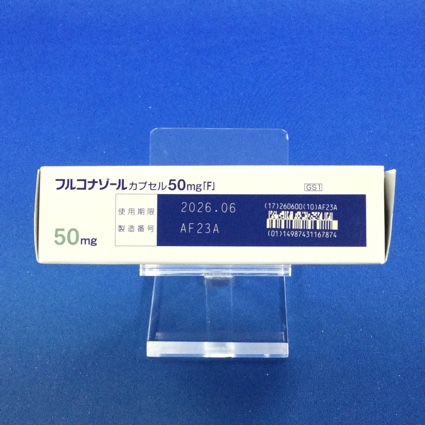 フルコナゾールカプセル50mg「F」
GS1
使用期限 2026.06
製造番号 AF23A
(17)260600(10)AF23A
(01)14987431167874
50mg